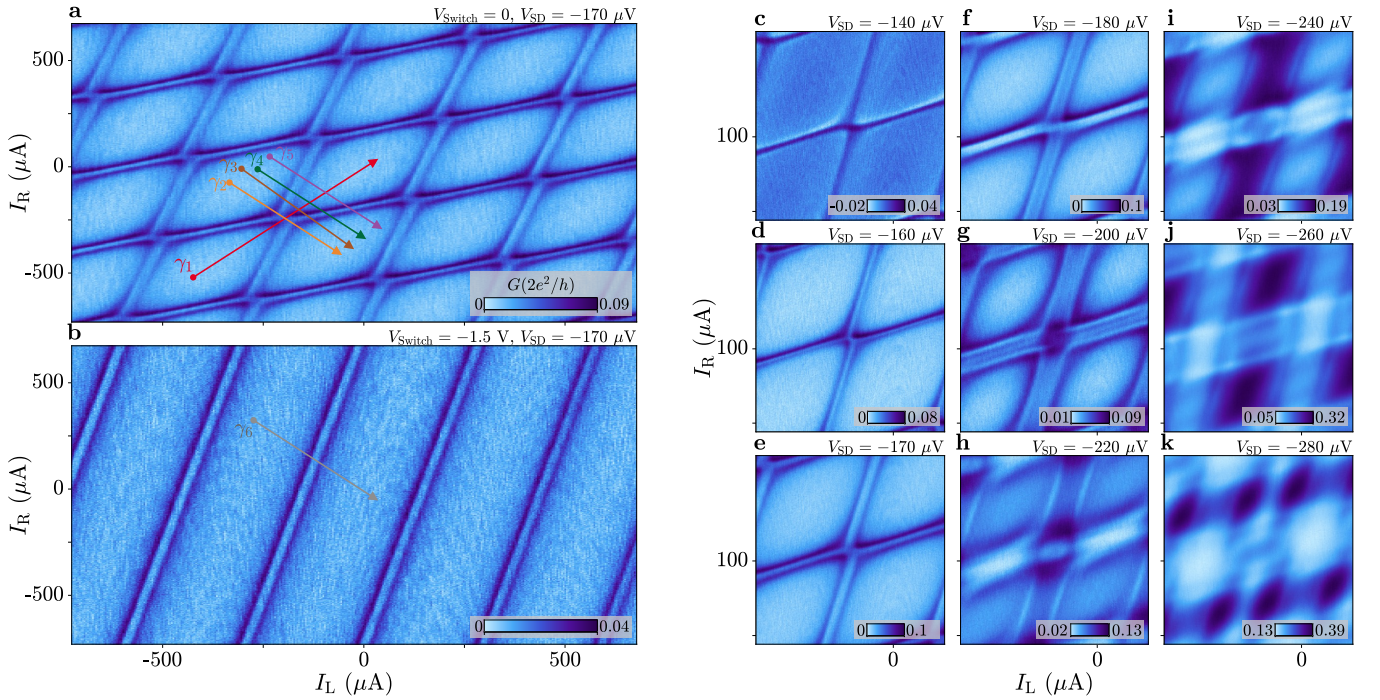 a
V_Switch = 0, V_SD = −170 μV
500
0
-500
I_R (μA)
γ1
γ2
γ3
γ4
γ5
G(2e²/h)
0 0.09
b
V_Switch = −1.5 V, V_SD = −170 μV
500
0
-500
I_R (μA)
γ6
0 0.04
-500 0 500
I_L (μA)
c V_SD = −140 μV
100
-0.02 0.04
f V_SD = −180 μV
0 0.1
i V_SD = −240 μV
0.03 0.19
d V_SD = −160 μV
100
I_R (μA)
0 0.08
g V_SD = −200 μV
0.01 0.09
j V_SD = −260 μV
0.05 0.32
e V_SD = −170 μV
100
0 0.1
h V_SD = −220 μV
0.02 0.13
k V_SD = −280 μV
0.13 0.39
0 0 0
I_L (μA)